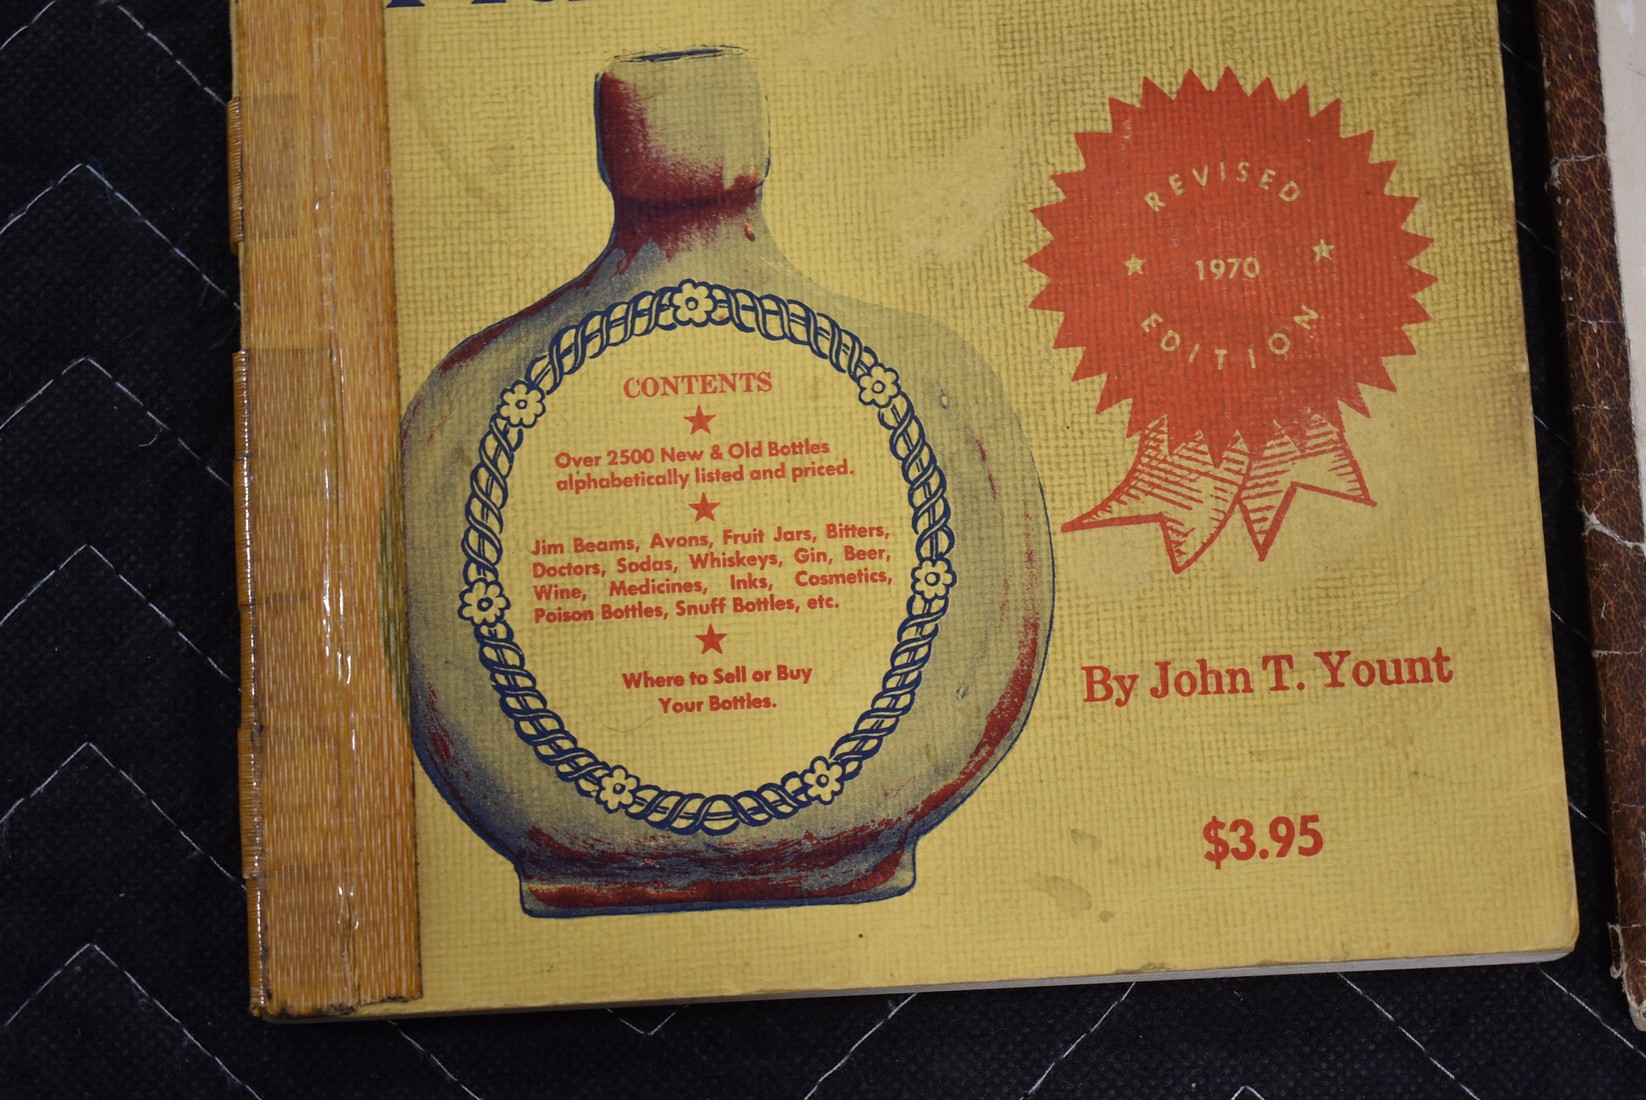 REVISED
1970
EDITION
CONTENTS
Over 2500 New & Old Bottles
alphabetically listed and priced.
Jim Beams, Avons, Fruit Jars, Bitters,
Doctors, Sodas, Whiskeys, Gin, Beer,
Wine, Medicines, Inks, Cosmetics,
Poison Bottles, Snuff Bottles, etc.
Where to Sell or Buy
Your Bottles.
By John T. Yount
$3.95